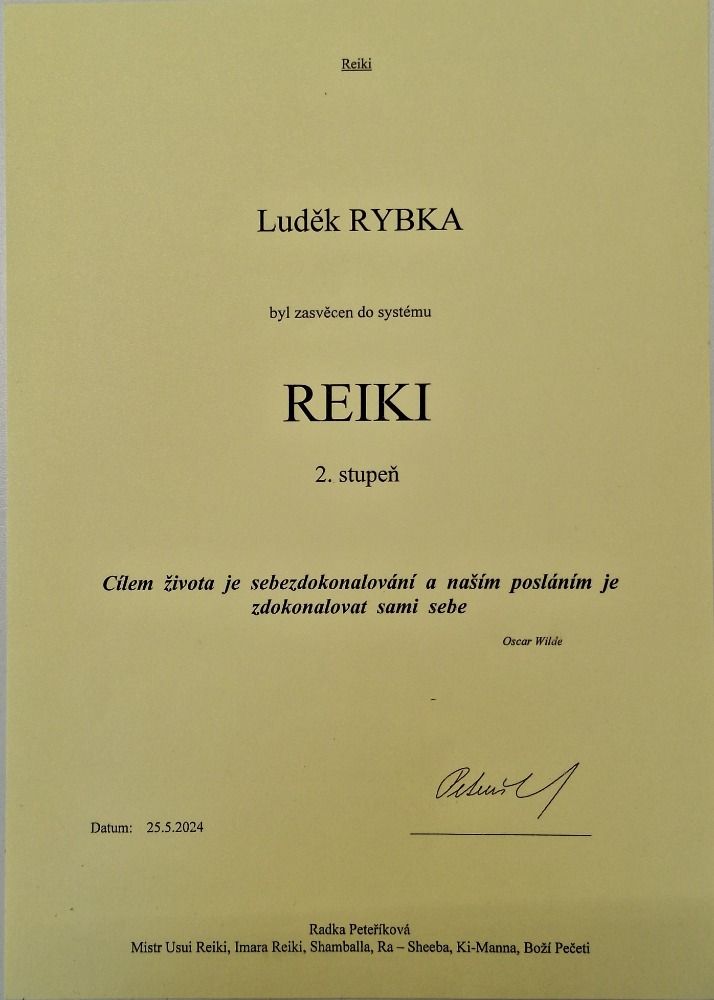 Reiki
Luděk RYBKA
byl zasvěcen do systému
REIKI
2. stupeň
Cílem života je sebezdokonalování a naším posláním je
zdokonalovat sami sebe
Oscar Wilde
Datum: 25.5.2024
Radka Peteříková
Mistr Usui Reiki, Imara Reiki, Shamballa, Ra – Sheeba, Ki-Manna, Boží Pečeti